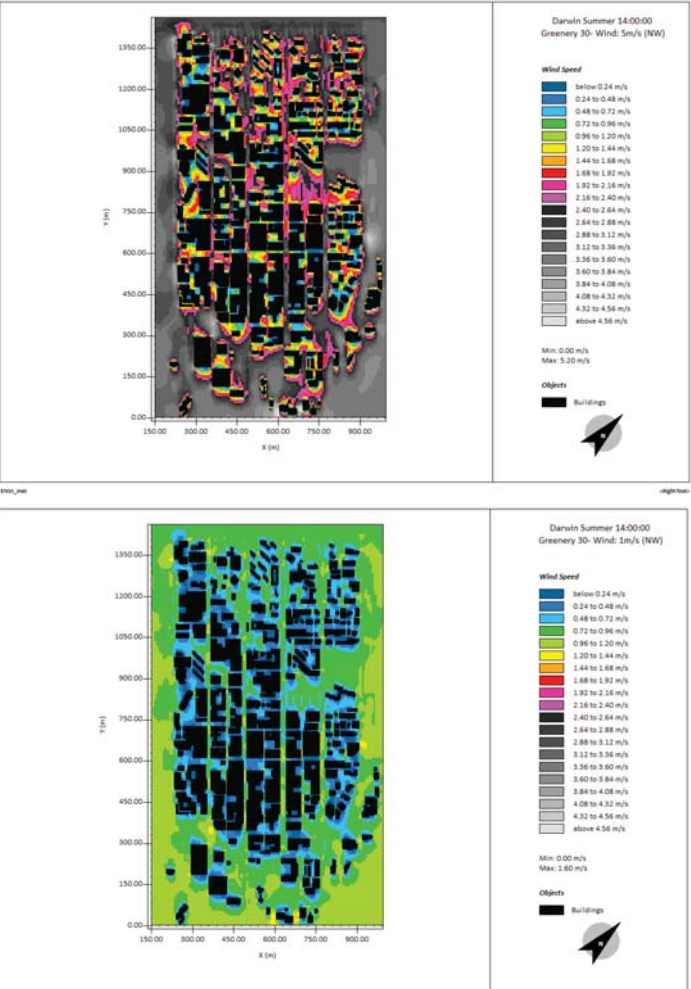 Darwin Summer 14:00:00
Greenery 30- Wind: 5m/s (NW)
Wind Speed
below 0.24 m/s
0.24 to 0.48 m/s
0.48 to 0.72 m/s
0.72 to 0.96 m/s
0.96 to 1.20 m/s
1.20 to 1.44 m/s
1.44 to 1.68 m/s
1.68 to 1.92 m/s
1.92 to 2.16 m/s
2.16 to 2.40 m/s
2.40 to 2.64 m/s
2.64 to 2.88 m/s
2.88 to 3.12 m/s
3.12 to 3.36 m/s
3.36 to 3.60 m/s
3.60 to 3.84 m/s
3.84 to 4.08 m/s
4.08 to 4.32 m/s
4.32 to 4.56 m/s
above 4.56 m/s
Min: 0.00 m/s
Max: 5.20 m/s
Objects
Buildings
N
1350.00
1200.00
1050.00
900.00
750.00
600.00
450.00
300.00
150.00
0.00
Y (m)
150.00 300.00 450.00 600.00 750.00 900.00
X (m)
<Right foot>
Darwin Summer 14:00:00
Greenery 30- Wind: 1m/s (NW)
Wind Speed
below 0.24 m/s
0.24 to 0.48 m/s
0.48 to 0.72 m/s
0.72 to 0.96 m/s
0.96 to 1.20 m/s
1.20 to 1.44 m/s
1.44 to 1.68 m/s
1.68 to 1.92 m/s
1.92 to 2.16 m/s
2.16 to 2.40 m/s
2.40 to 2.64 m/s
2.64 to 2.88 m/s
2.88 to 3.12 m/s
3.12 to 3.36 m/s
3.36 to 3.60 m/s
3.60 to 3.84 m/s
3.84 to 4.08 m/s
4.08 to 4.32 m/s
4.32 to 4.56 m/s
above 4.56 m/s
Min: 0.00 m/s
Max: 1.60 m/s
Objects
Buildings
N
1350.00
1200.00
1050.00
900.00
750.00
600.00
450.00
300.00
150.00
0.00
Y (m)
150.00 300.00 450.00 600.00 750.00 900.00
X (m)